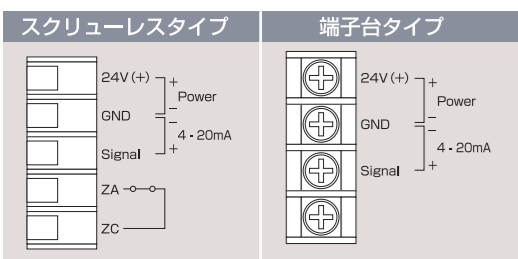 スクリューレスタイプ
24V(+)
+
Power
GND
−
−
4-20mA
Signal
+
ZA
ZC
端子台タイプ
24V(+)
+
Power
GND
−
−
4-20mA
Signal
+